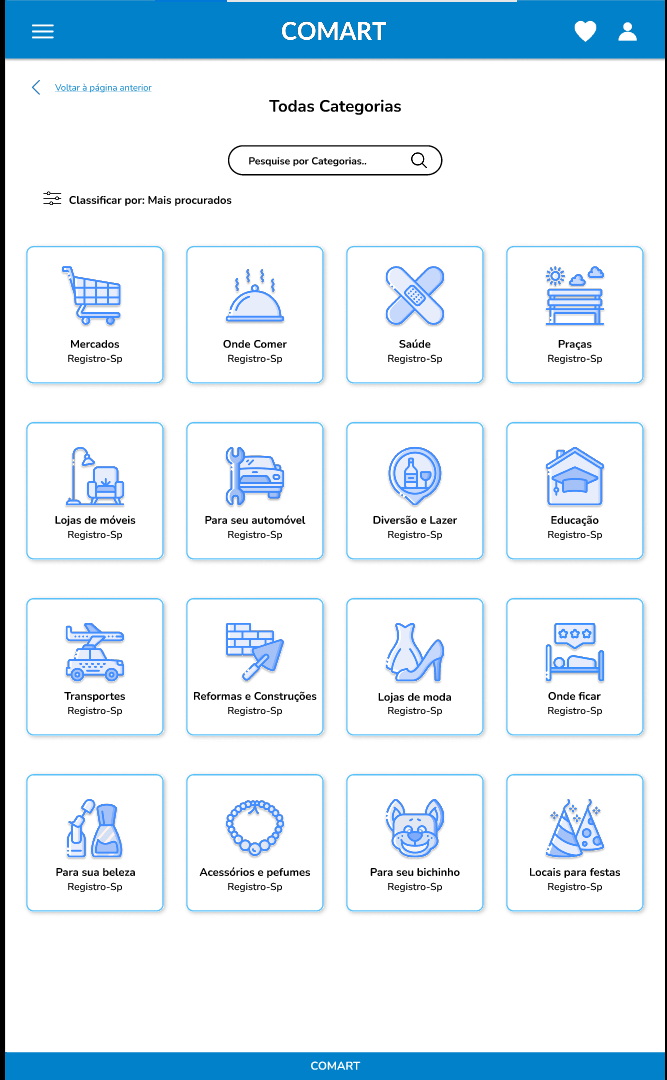 COMART
Voltar à página anterior
Todas Categorias
Pesquise por Categorias..
Classificar por: Mais procurados
Mercados
Registro-Sp
Onde Comer
Registro-Sp
Saúde
Registro-Sp
Praças
Registro-Sp
Lojas de móveis
Registro-Sp
Para seu automóvel
Registro-Sp
Diversão e Lazer
Registro-Sp
Educação
Registro-Sp
Transportes
Registro-Sp
Reformas e Construções
Registro-Sp
Lojas de moda
Registro-Sp
Onde ficar
Registro-Sp
Para sua beleza
Registro-Sp
Acessórios e pefumes
Registro-Sp
Para seu bichinho
Registro-Sp
Locais para festas
Registro-Sp
COMART